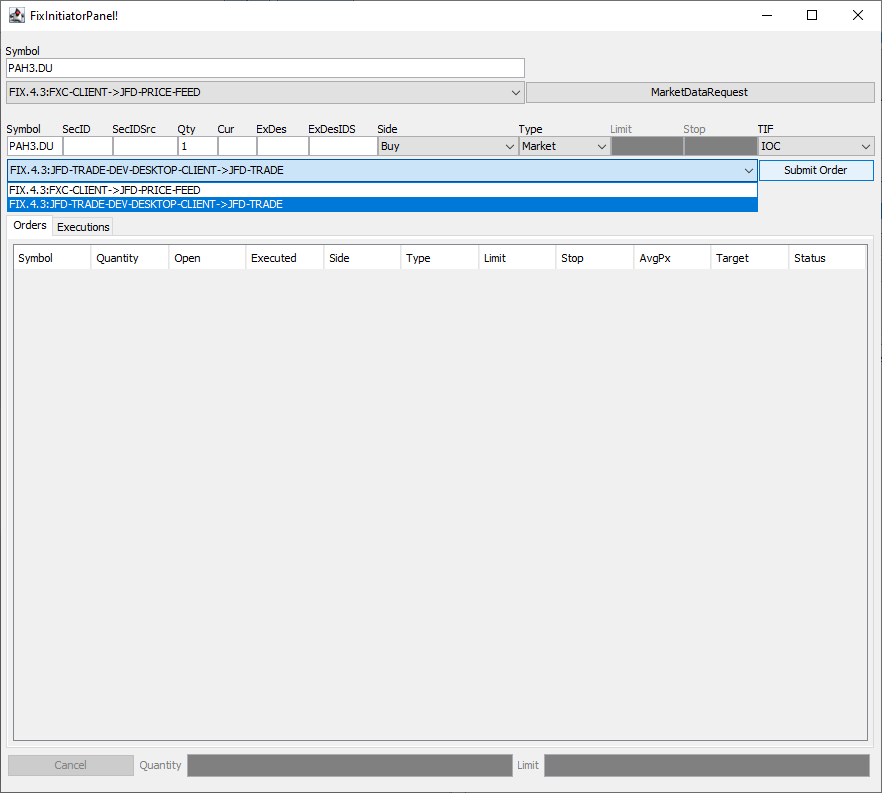 FixInitiatorPanel!
Symbol
PAH3.DU
FIX.4.3:FXC-CLIENT->JFD-PRICE-FEED MarketDataRequest
Symbol SecID SecIDSrc Qty Cur ExDes ExDesIDS Side Type Limit Stop TIF
PAH3.DU 1 Buy Market IOC
FIX.4.3:JFD-TRADE-DEV-DESKTOP-CLIENT->JFD-TRADE Submit Order
FIX.4.3:FXC-CLIENT->JFD-PRICE-FEED
FIX.4.3:JFD-TRADE-DEV-DESKTOP-CLIENT->JFD-TRADE
Orders Executions
Symbol Quantity Open Executed Side Type Limit Stop AvgPx Target Status
Cancel Quantity Limit